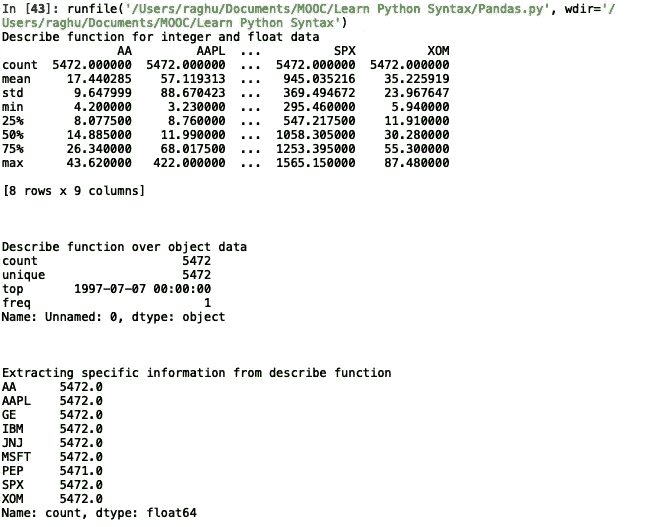 In [43]: runfile('/Users/raghu/Documents/MOOC/Learn Python Syntax/Pandas.py', wdir='/
Users/raghu/Documents/MOOC/Learn Python Syntax')
Describe function for integer and float data
                AA         AAPL  ...          SPX          XOM
count  5472.000000  5472.000000  ...  5472.000000  5472.000000
mean     17.440285    57.119313  ...   945.035216    35.225919
std       9.647999    88.670423  ...   369.494672    23.967647
min       4.200000     3.230000  ...   295.460000     5.940000
25%       8.077500     8.760000  ...   547.217500    11.910000
50%      14.885000    11.990000  ...  1058.305000    30.280000
75%      26.340000    68.017500  ...  1253.395000    55.300000
max      43.620000   422.000000  ...  1565.150000    87.480000
[8 rows x 9 columns]
Describe function over object data
count                    5472
unique                   5472
top       1997-07-07 00:00:00
freq                        1
Name: Unnamed: 0, dtype: object
Extracting specific information from describe function
AA      5472.0
AAPL    5472.0
GE      5472.0
IBM     5472.0
JNJ     5472.0
MSFT    5472.0
PEP     5471.0
SPX     5472.0
XOM     5472.0
Name: count, dtype: float64